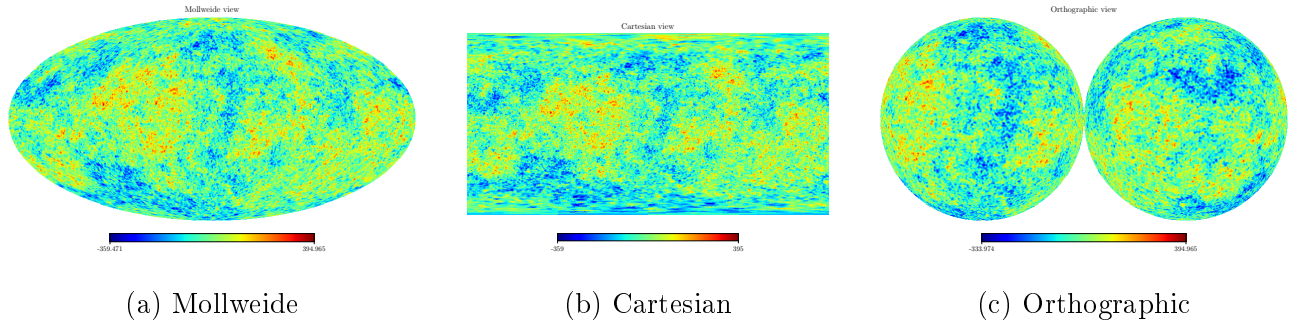 Mollweide view
-359.471 394.965
(a) Mollweide
Cartesian view
-359 395
(b) Cartesian
Orthographic view
-333.974 394.965
(c) Orthographic